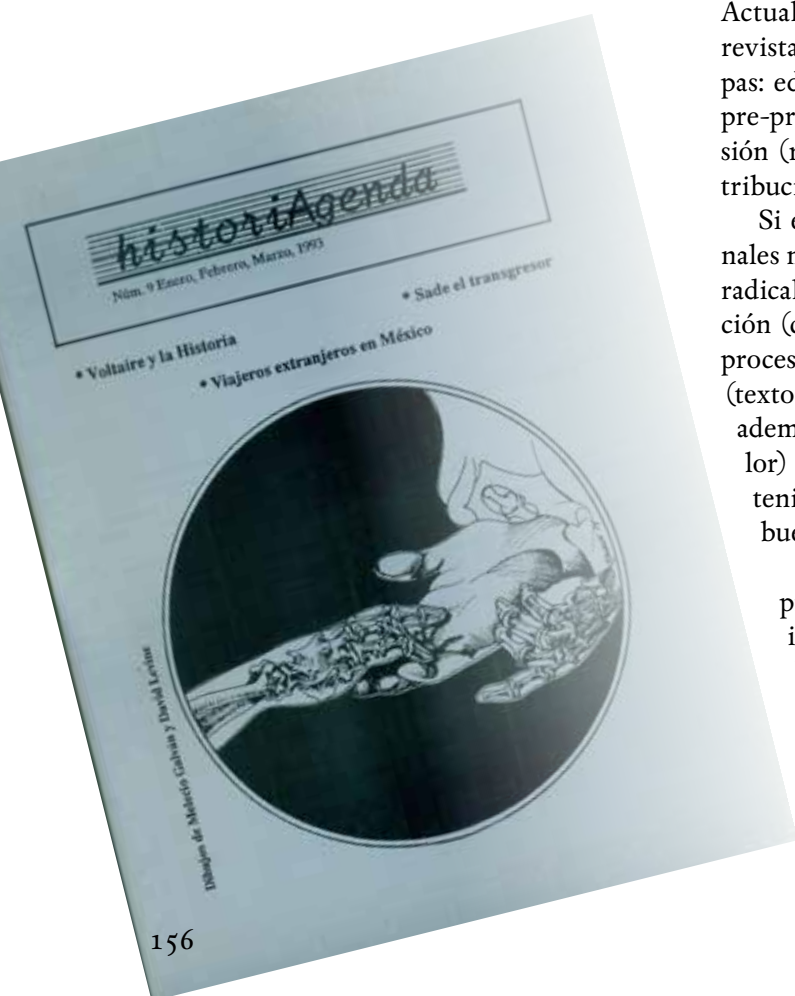 historiAgenda
Núm. 9 Enero, Febrero, Marzo, 1993
• Sade el transgresor
• Voltaire y la Historia
• Viajeros extranjeros en México
Dibujos de Melecio Galván y David Levine
156
Actual
revista
pas: ed
pre-pr
sión (r
tribuc
Si e
nales r
radical
ción (
proces
(texto
adem
lor)
teni
bue
p
i